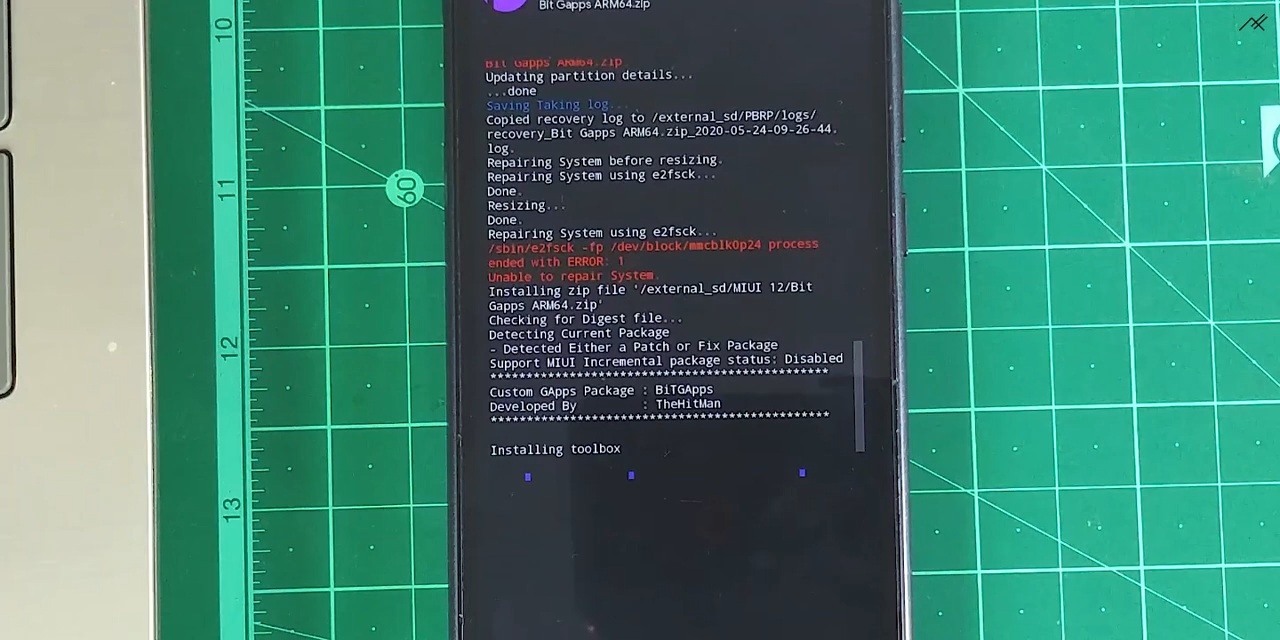 Bit Gapps ARM64.zip
Bit Gapps ARM64.zip
Updating partition details...
...done
Saving Taking log...
Copied recovery log to /external_sd/PBRP/logs/
recovery_Bit Gapps ARM64.zip_2020-05-24-09-26-44.
log.
Repairing System before resizing.
Repairing System using e2fsck...
Done.
Resizing...
Done.
Repairing System using e2fsck...
/sbin/e2fsck -fp /dev/block/mmcblk0p24 process
ended with ERROR: 1
Unable to repair System.
Installing zip file '/external_sd/MIUI 12/Bit
Gapps ARM64.zip'
Checking for Digest file...
Detecting Current Package
- Detected Either a Patch or Fix Package
Support MIUI Incremental package status: Disabled
***********************************************
Custom GApps Package : BiTGApps
Developed By : TheHitMan
***********************************************
Installing toolbox
10
11
12
13
60